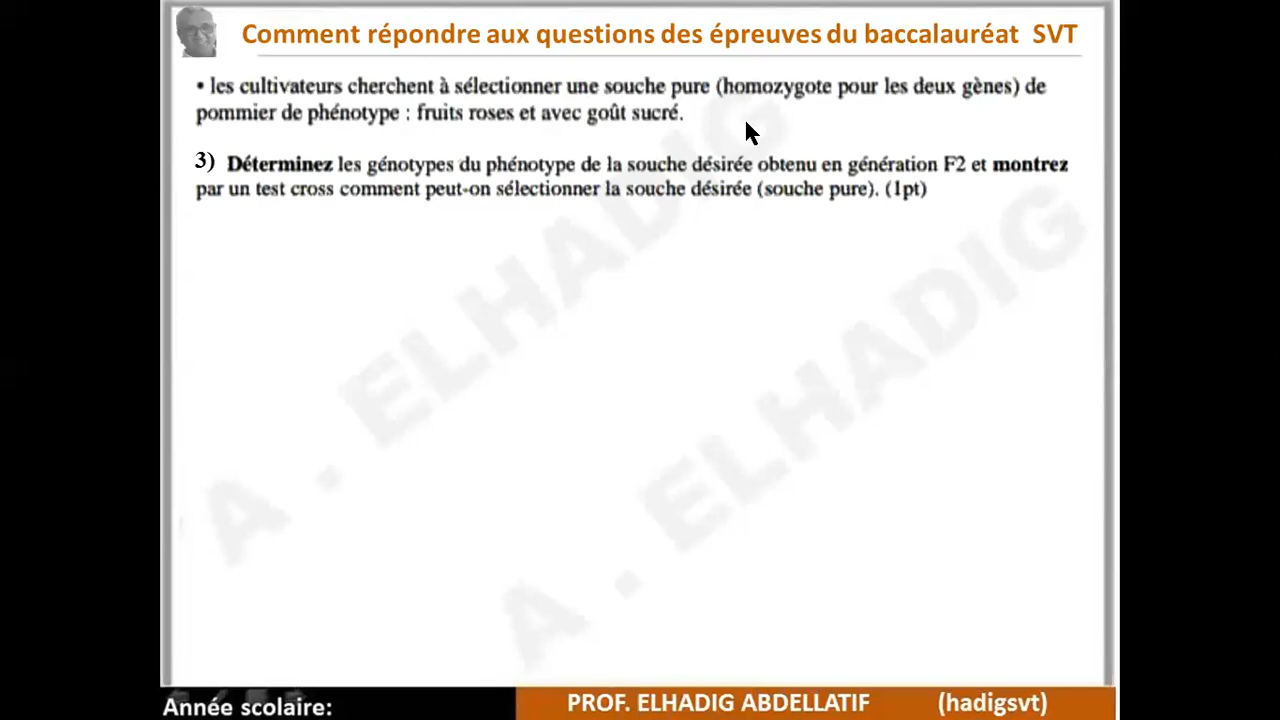 Comment répondre aux questions des épreuves du baccalauréat SVT
• les cultivateurs cherchent à sélectionner une souche pure (homozygote pour les deux gènes) de
pommier de phénotype : fruits roses et avec goût sucré.
3) Déterminez les génotypes du phénotype de la souche désirée obtenu en génération F2 et montrez
par un test cross comment peut-on sélectionner la souche désirée (souche pure). (1pt)
A . ELHADIG
A . ELHADIG
Année scolaire:
PROF. ELHADIG ABDELLATIF (hadigsvt)